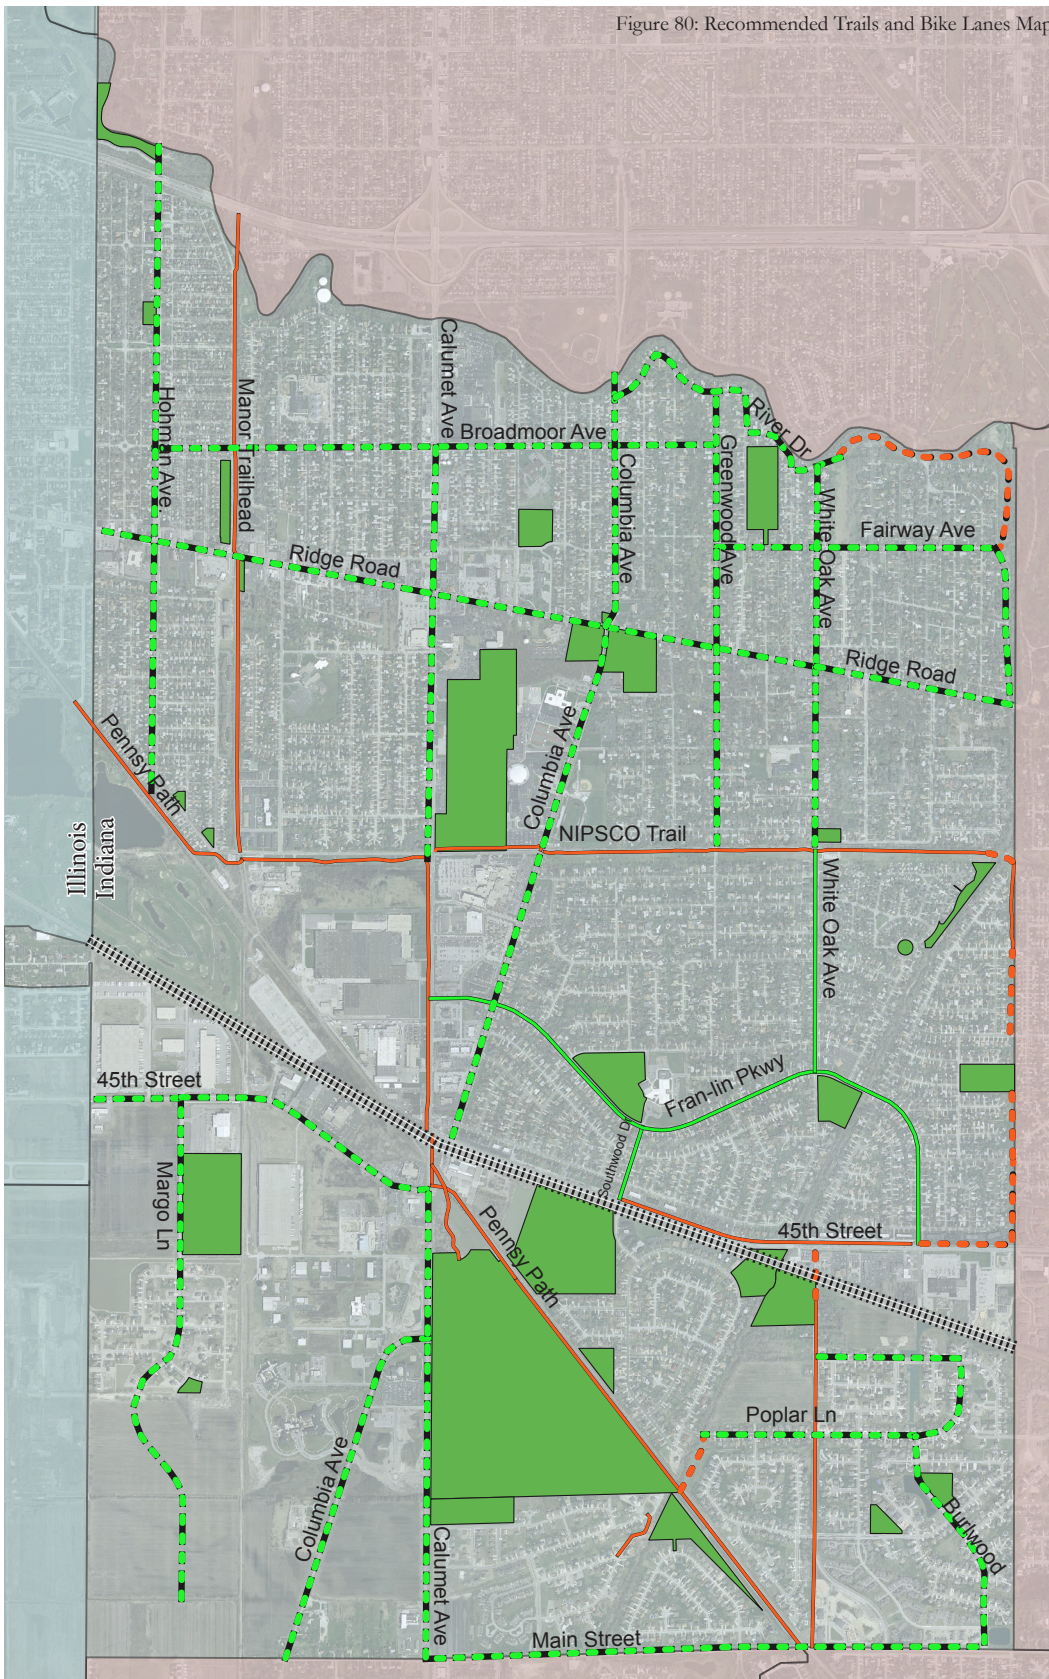 Figure 80: Recommended Trails and Bike Lanes Map
Calumet Ave
Hohman Ave.
Manor Trailhead
Broadmoor Ave
River Dr
Columbia Ave
Greenwood Ave
White Oak Ave
Fairway Ave
Ridge Road
Ridge Road
Pennsy Path
Columbia Ave
NIPSCO Trail
Illinois
Indiana
White Oak Ave
45th Street
Fran-lin Pkwy
Margo Ln
Southwood D
Pennsy Path
45th Street
Poplar Ln
Columbia Ave
Burlwood
Calumet Ave
Main Street